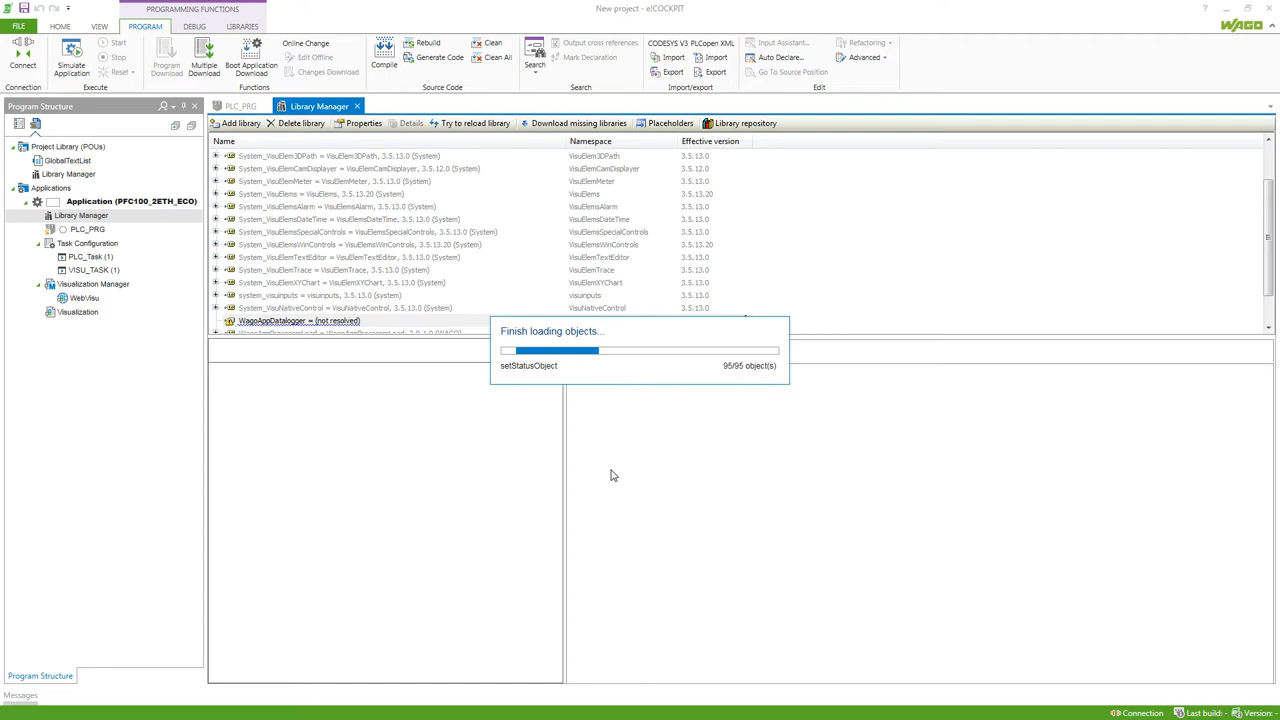 PROGRAMMING FUNCTIONS
New project - e!COCKPIT
FILE
HOME
VIEW
PROGRAM
DEBUG
LIBRARIES
WAGO
Connect
Simulate Application
Start
Stop
Reset
Program Download
Multiple Download
Boot Application Download
Online Change
Edit Offline
Changes Download
Compile
Rebuild
Generate Code
Clean
Clean All
Search
Output cross references
Mark Declaration
CODESYS V3
PLCopen XML
Import
Import
Export
Export
Input Assistant...
Auto Declare...
Go To Source Position
Refactoring
Advanced
Connection
Execute
Functions
Source Code
Search
Import/export
Edit
Program Structure
PLC_PRG
Library Manager
Add library
Delete library
Properties
Details
Try to reload library
Download missing libraries
Placeholders
Library repository
Name
Namespace
Effective version
System_VisuElem3DPath = VisuElem3DPath, 3.5.13.0 (System)
VisuElem3DPath
3.5.13.0
System_VisuElemCamDisplayer = VisuElemCamDisplayer, 3.5.12.0 (System)
VisuElemCamDisplayer
3.5.12.0
System_VisuElemMeter = VisuElemMeter, 3.5.13.0 (System)
VisuElemMeter
3.5.13.0
System_VisuElems = VisuElems, 3.5.13.20 (System)
VisuElems
3.5.13.20
System_VisuElemsAlarm = VisuElemsAlarm, 3.5.13.0 (System)
VisuElemsAlarm
3.5.13.0
System_VisuElemsDateTime = VisuElemsDateTime, 3.5.13.0 (System)
VisuElemsDateTime
3.5.13.0
System_VisuElemsSpecialControls = VisuElemsSpecialControls, 3.5.13.0 (System)
VisuElemsSpecialControls
3.5.13.0
System_VisuElemsWinControls = VisuElemsWinControls, 3.5.13.20 (System)
VisuElemsWinControls
3.5.13.20
System_VisuElemTextEditor = VisuElemTextEditor, 3.5.13.0 (System)
VisuElemTextEditor
3.5.13.0
System_VisuElemTrace = VisuElemTrace, 3.5.13.0 (System)
VisuElemTrace
3.5.13.0
System_VisuElemXYChart = VisuElemXYChart, 3.5.13.0 (System)
VisuElemXYChart
3.5.13.0
system_visuinputs = visuinputs, 3.5.13.0 (system)
visuinputs
3.5.13.0
System_VisuNativeControl = VisuNativeControl, 3.5.13.0 (System)
VisuNativeControl
3.5.13.0
WagoAppDatalogger = (not resolved)
Project Library (POUs)
GlobalTextList
Library Manager
Applications
Application (PFC100_2ETH_ECO)
Library Manager
PLC_PRG
Task Configuration
PLC_Task (1)
VISU_TASK (1)
Visualization Manager
WebVisu
Visualization
Finish loading objects...
setStatusObject
95/95 object(s)
Program Structure
Messages
Connection
Last build: -
Version: -